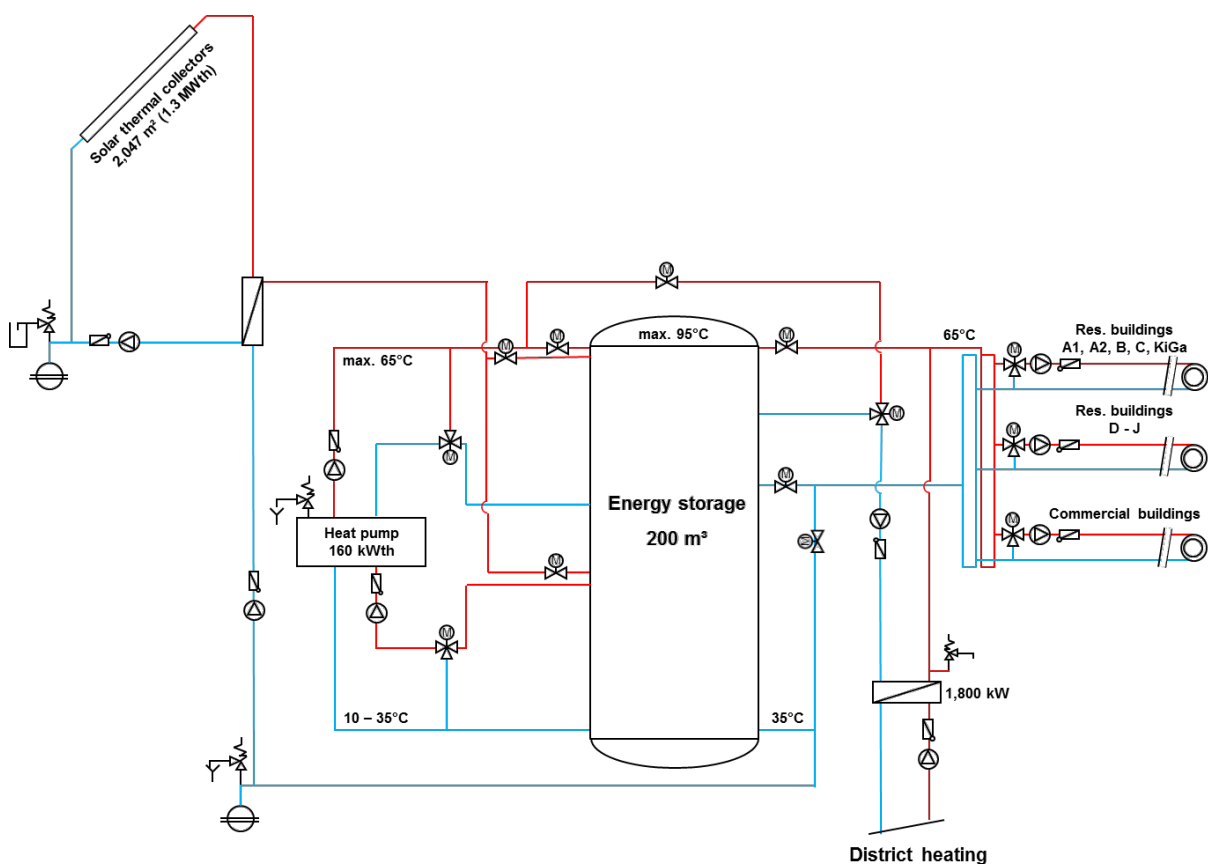 Solar thermal collectors
2,047 m² (1.3 MWth)
M
max. 95°C
max. 65°C
M
M
M
65°C
M
Res. buildings
A1, A2, B, C, KiGa
M
M
M
Res. buildings
D - J
M
Energy storage
200 m³
Heat pump
160 kWth
M
M
Commercial buildings
M
M
1,800 kW
10 – 35°C
35°C
District heating